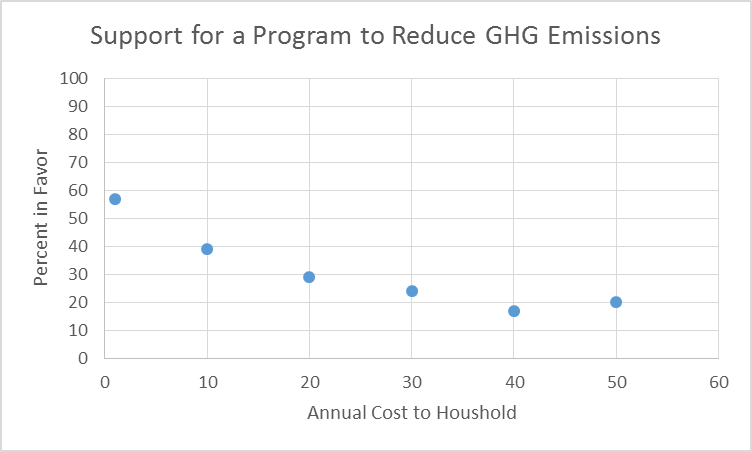 Support for a Program to Reduce GHG Emissions
100
90
80
70
60
50
40
30
20
10
0
Percent in Favor
0 10 20 30 40 50 60
Annual Cost to Houshold